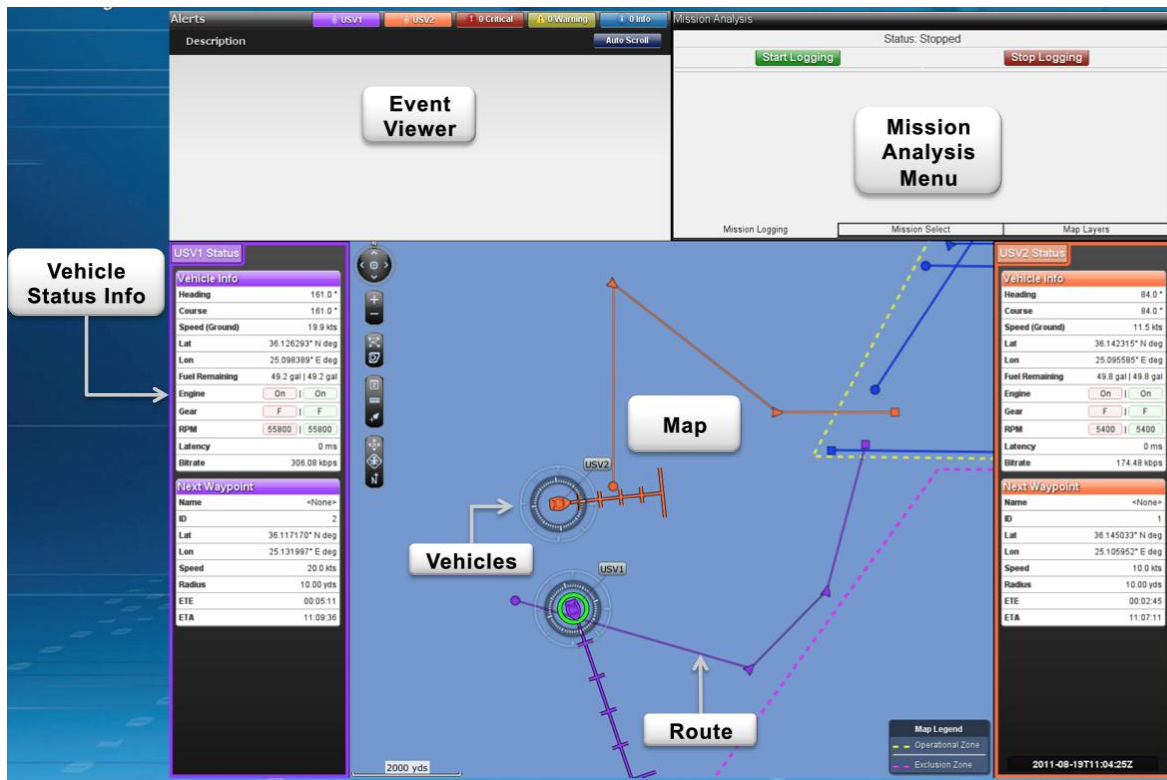 Alerts
USV1
USV2
! 0 Critical
0 Warning
i 0 Info
Description
Auto Scroll
Event
Viewer
Mission Analysis
Status: Stopped
Start Logging
Stop Logging
Mission
Analysis
Menu
Mission Logging
Mission Select
Map Layers
Vehicle
Status Info
USV1 Status
Vehicle Info
Heading 161.0 °
Course 161.0 °
Speed (Ground) 19.9 kts
Lat 36.126293° N deg
Lon 25.098389° E deg
Fuel Remaining 49.2 gal | 49.2 gal
Engine On | On
Gear F | F
RPM 55800 | 55800
Latency 0 ms
Bitrate 306.08 kbps
Next Waypoint
Name <None>
ID 2
Lat 36.117170° N deg
Lon 25.131997° E deg
Speed 20.0 kts
Radius 10.00 yds
ETE 00:05:11
ETA 11:09:36
N
Map
USV2
Vehicles
USV1
Route
2000 yds
Map Legend
Operational Zone
Exclusion Zone
USV2 Status
Vehicle Info
Heading 84.0 °
Course 84.0 °
Speed (Ground) 11.5 kts
Lat 36.142315° N deg
Lon 25.095585° E deg
Fuel Remaining 49.8 gal | 49.8 gal
Engine On | On
Gear F | F
RPM 5400 | 5400
Latency 0 ms
Bitrate 174.48 kbps
Next Waypoint
Name <None>
ID 1
Lat 36.145033° N deg
Lon 25.105952° E deg
Speed 10.0 kts
Radius 10.00 yds
ETE 00:02:45
ETA 11:07:11
2011-08-19T11:04:25Z